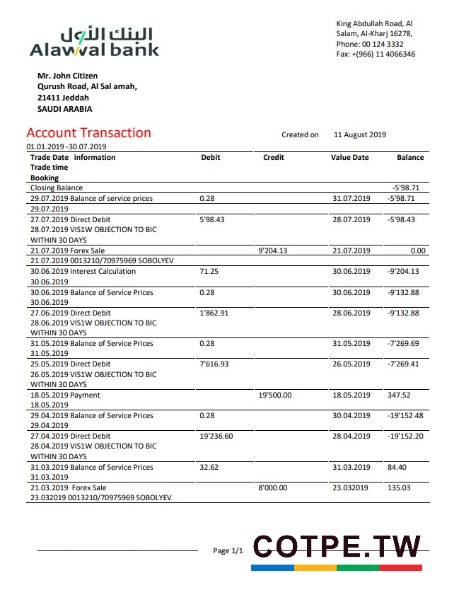 البنك الأول
Alawwal bank
King Abdullah Road, Al
Salam, Al-Kharj 16278,
Phone: 00 124 3332
Fax: +(966) 11 4066346
Mr. John Citizen
Qurush Road, Al Sal amah,
21411 Jeddah
SAUDI ARABIA
Account Transaction
Created on 11 August 2019
01.01.2019 -30.07.2019
Trade Date information Debit Credit Value Date Balance
Trade time
Booking
Closing Balance -5'98.71
29.07.2019 Balance of service prices 0.28 31.07.2019 -5'98.71
29.07.2019
27.07.2019 Direct Debit 5'98.43 28.07.2019 -5'98.43
28.07.2019 VIS1W OBJECTION TO BIC
WITHIN 30 DAYS
21.07.2019 Forex Sale 9'204.13 21.07.2019 0.00
21.07.2019 0013210/70975969 SOBOLYEV
30.06.2019 Interest Calculation 71.25 30.06.2019 -9'204.13
30.06.2019
30.06.2019 Balance of Service Prices 0.28 30.06.2019 -9'132.88
30.06.2019
27.06.2019 Direct Debit 1'862.91 28.06.2019 -9'132.88
28.06.2019 VIS1W OBJECTION TO BIC
WITHIN 30 DAYS
31.05.2019 Balance of Service Prices 0.28 31.05.2019 -7'269.69
31.05.2019
25.05.2019 Direct Debit 7'616.93 26.05.2019 -7'269.41
26.05.2019 VIS1W OBJECTION TO BIC
WITHIN 30 DAYS
18.05.2019 Payment 19'500.00 18.05.2019 347.52
18.05.2019
29.04.2019 Balance of Service Prices 0.28 30.04.2019 -19'152.48
29.04.2019
27.04.2019 Direct Debit 19'236.60 28.04.2019 -19'152.20
28.04.2019 VIS1W OBJECTION TO BIC
WITHIN 30 DAYS
31.03.2019 Balance of Service Prices 32.62 31.03.2019 84.40
31.03.2019
21.03.2019 Forex Sale 8'000.00 23.032019 135.03
23.032019 0013210/70975969 SOBOLYEV
Page 1/1
COTPE.TW